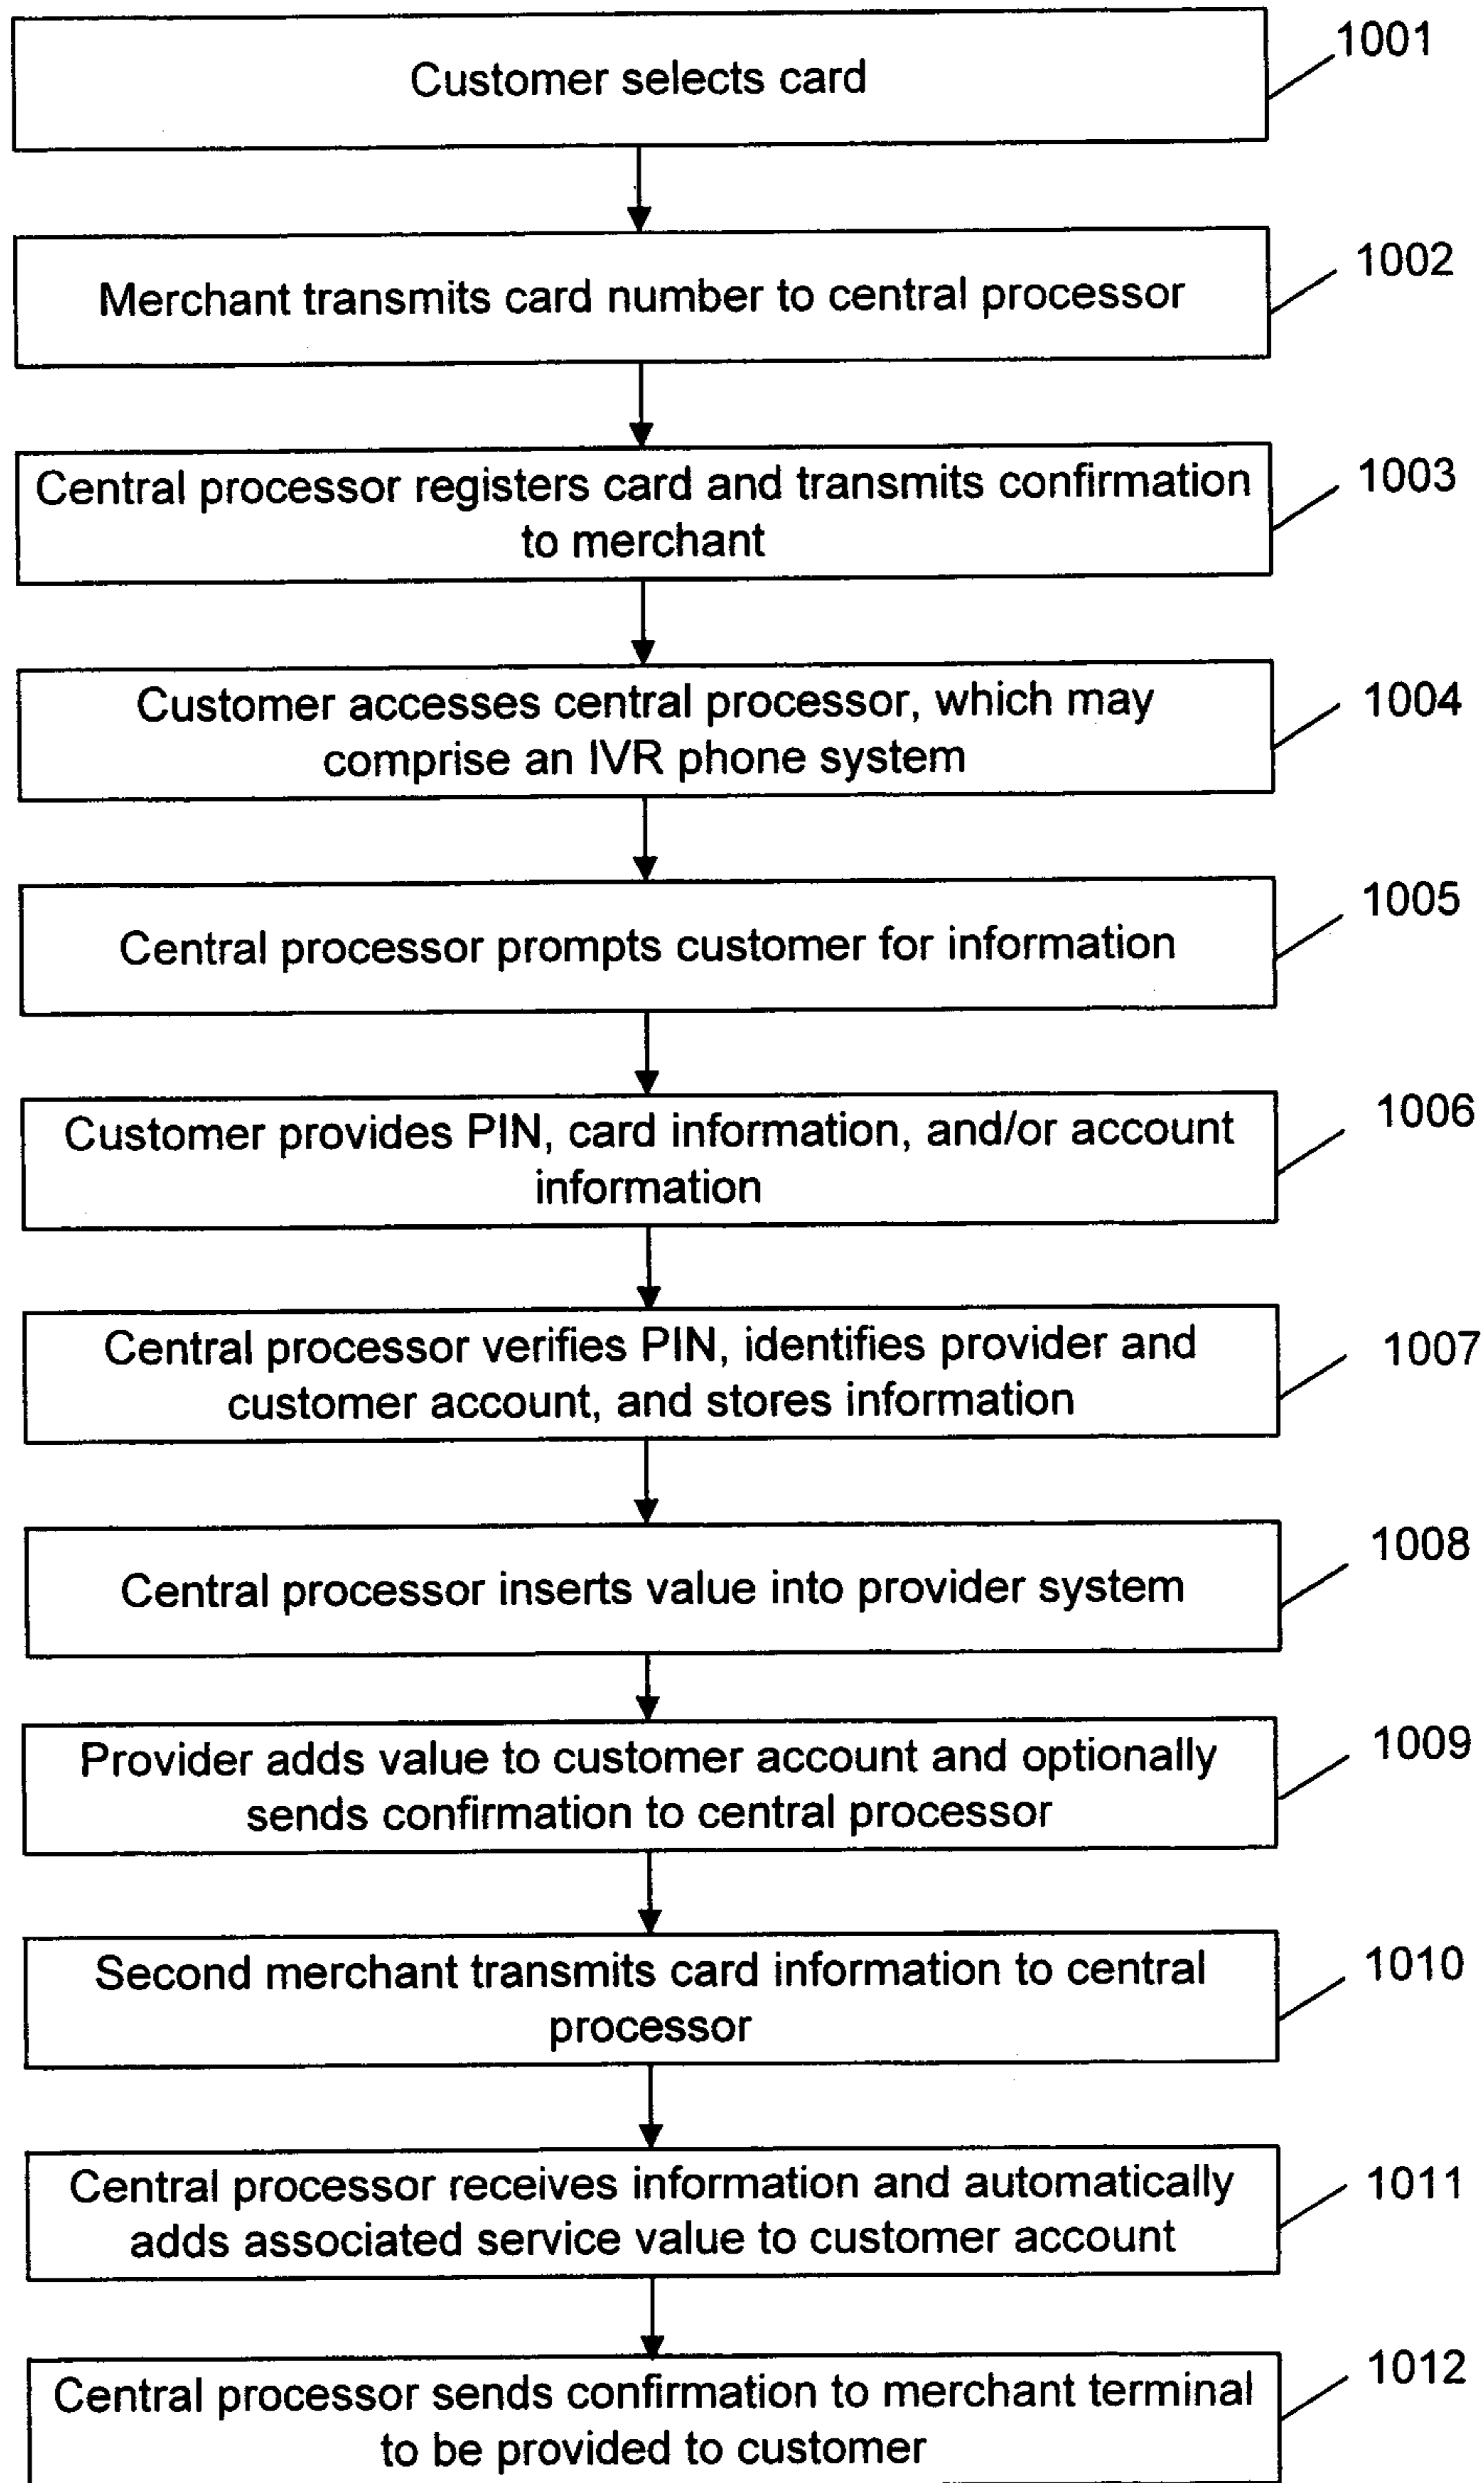 Customer selects card
1001
Merchant transmits card number to central processor
1002
Central processor registers card and transmits confirmation
to merchant
1003
Customer accesses central processor, which may
comprise an IVR phone system
1004
Central processor prompts customer for information
1005
Customer provides PIN, card information, and/or account
information
1006
Central processor verifies PIN, identifies provider and
customer account, and stores information
1007
Central processor inserts value into provider system
1008
Provider adds value to customer account and optionally
sends confirmation to central processor
1009
Second merchant transmits card information to central
processor
1010
Central processor receives information and automatically
adds associated service value to customer account
1011
Central processor sends confirmation to merchant terminal
to be provided to customer
1012